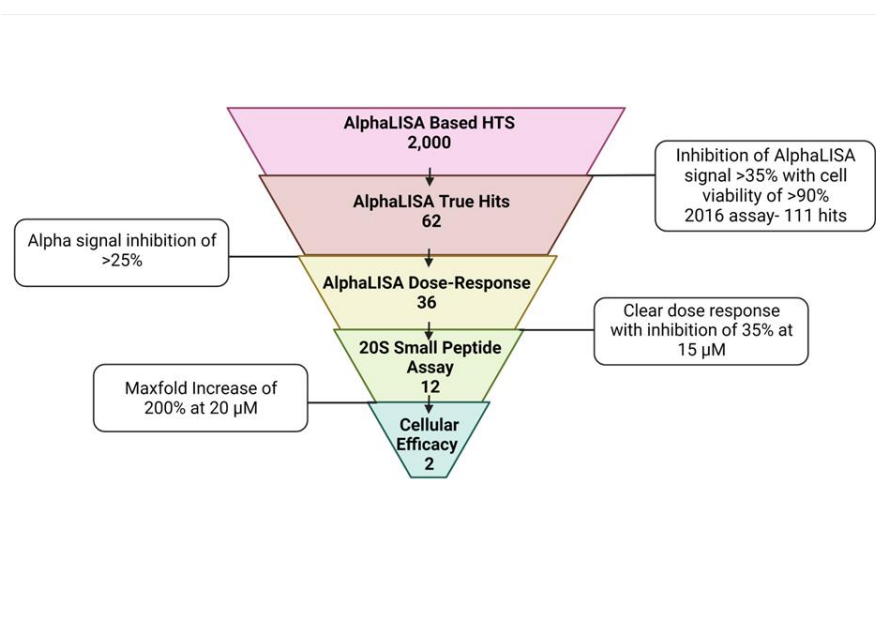 AlphaLISA Based HTS
2,000
Inhibition of AlphaLISA
signal >35% with cell
viability of >90%
2016 assay- 111 hits
AlphaLISA True Hits
62
Alpha signal inhibition of
>25%
AlphaLISA Dose-Response
36
Clear dose response
with inhibition of 35% at
15 µM
20S Small Peptide
Assay
12
Maxfold Increase of
200% at 20 µM
Cellular
Efficacy
2